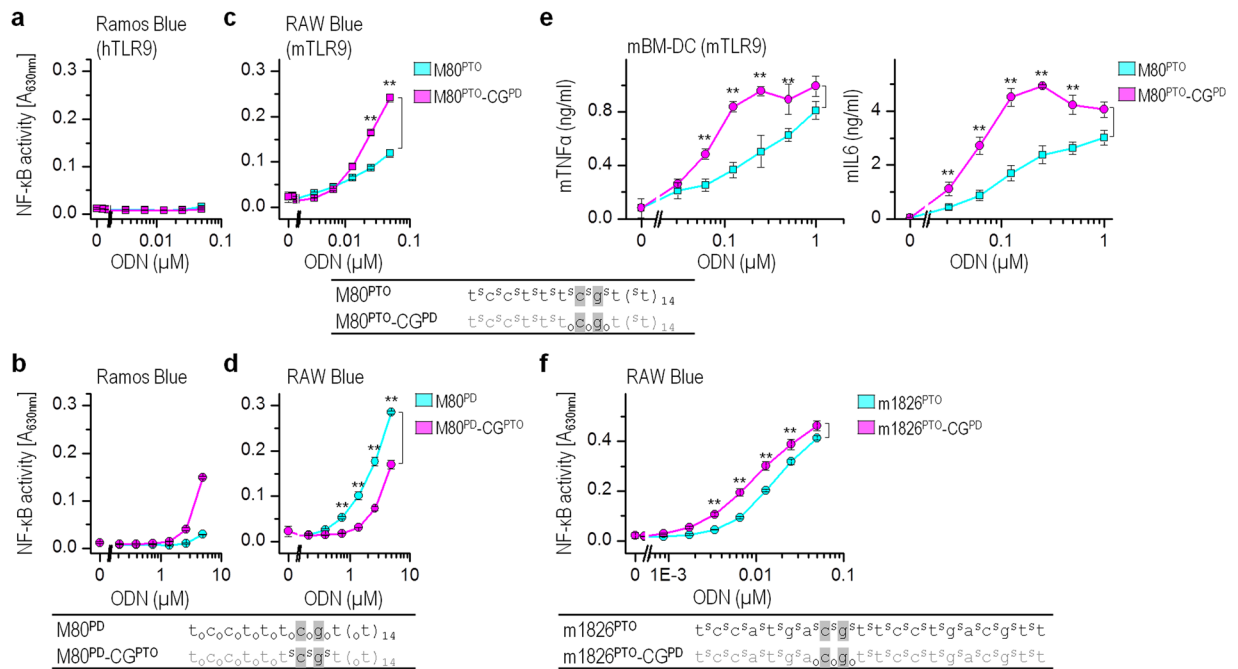 a
Ramos Blue
(hTLR9)
NF-κB activity [A630nm]
0.3
0.2
0.1
0.0
0
0.01
0.1
ODN (µM)
c
RAW Blue
(mTLR9)
0.3
0.2
0.1
0.0
**
**
0
0.01
0.1
ODN (µM)
M80PTO
M80PTO-CGPD
e
mBM-DC (mTLR9)
mTNFα (ng/ml)
0.8
0.4
0.0
**
**
**
**
0
0.1
1
ODN (µM)
mIL6 (ng/ml)
4
2
0
**
**
**
**
**
0
0.1
1
ODN (µM)
M80PTO
M80PTO-CGPD
M80PTO tscscstststscsgst(st)14
M80PTO-CGPD tscscstststocogot(st)14
b
Ramos Blue
NF-κB activity [A630nm]
0.3
0.2
0.1
0.0
0
1
10
ODN (µM)
d
RAW Blue
0.3
0.2
0.1
0.0
**
**
**
**
0
1
10
ODN (µM)
M80PD
M80PD-CGPTO
M80PD tococotototocogot(ot)14
M80PD-CGPTO tococotototscsgst(ot)14
f
RAW Blue
NF-κB activity [A630nm]
0.4
0.2
0.0
**
**
**
**
**
0
1E-3
0.01
0.1
ODN (µM)
m1826PTO
m1826PTO-CGPD
m1826PTO tscscsastsgsascsgststscscstsgsascsgstst
m1826PTO-CGPD tscscsastsgsaocogotstscscstsgsascsgstst